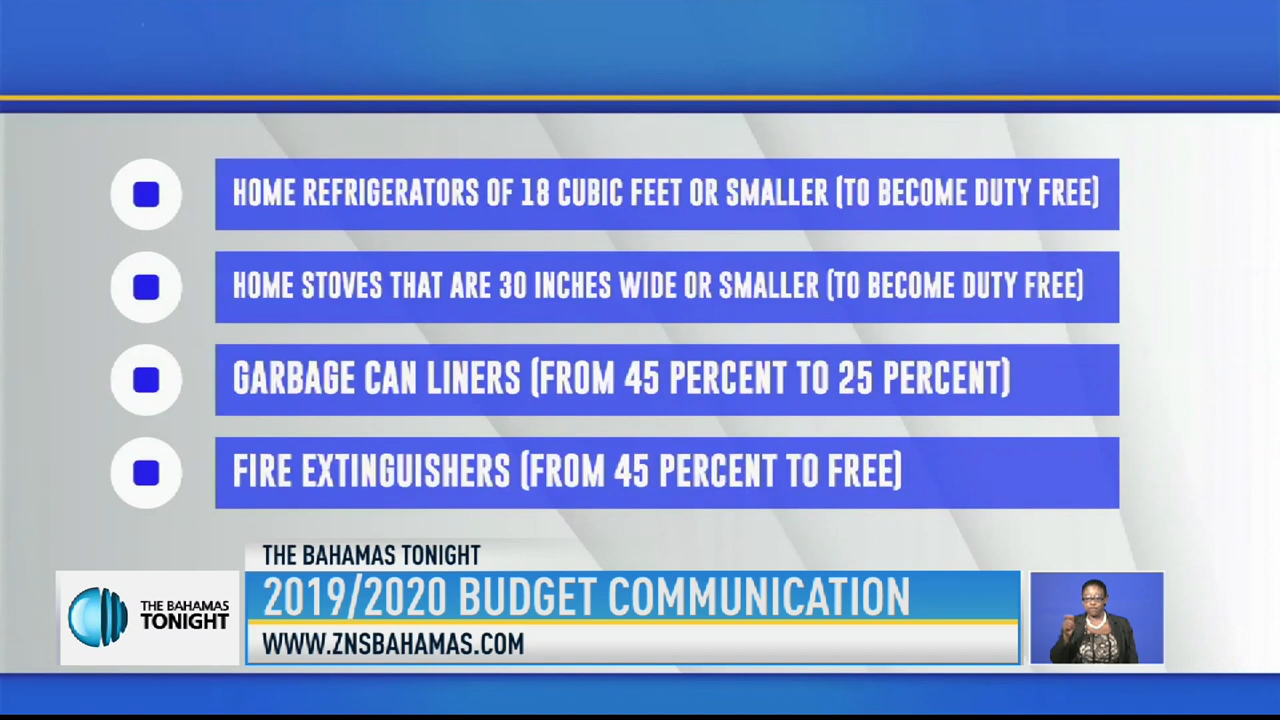 HOME REFRIGERATORS OF 18 CUBIC FEET OR SMALLER (TO BECOME DUTY FREE)
HOME STOVES THAT ARE 30 INCHES WIDE OR SMALLER (TO BECOME DUTY FREE)
GARBAGE CAN LINERS (FROM 45 PERCENT TO 25 PERCENT)
FIRE EXTINGUISHERS (FROM 45 PERCENT TO FREE)
THE BAHAMAS TONIGHT
2019/2020 BUDGET COMMUNICATION
WWW.ZNSBAHAMAS.COM
THE BAHAMAS
TONIGHT